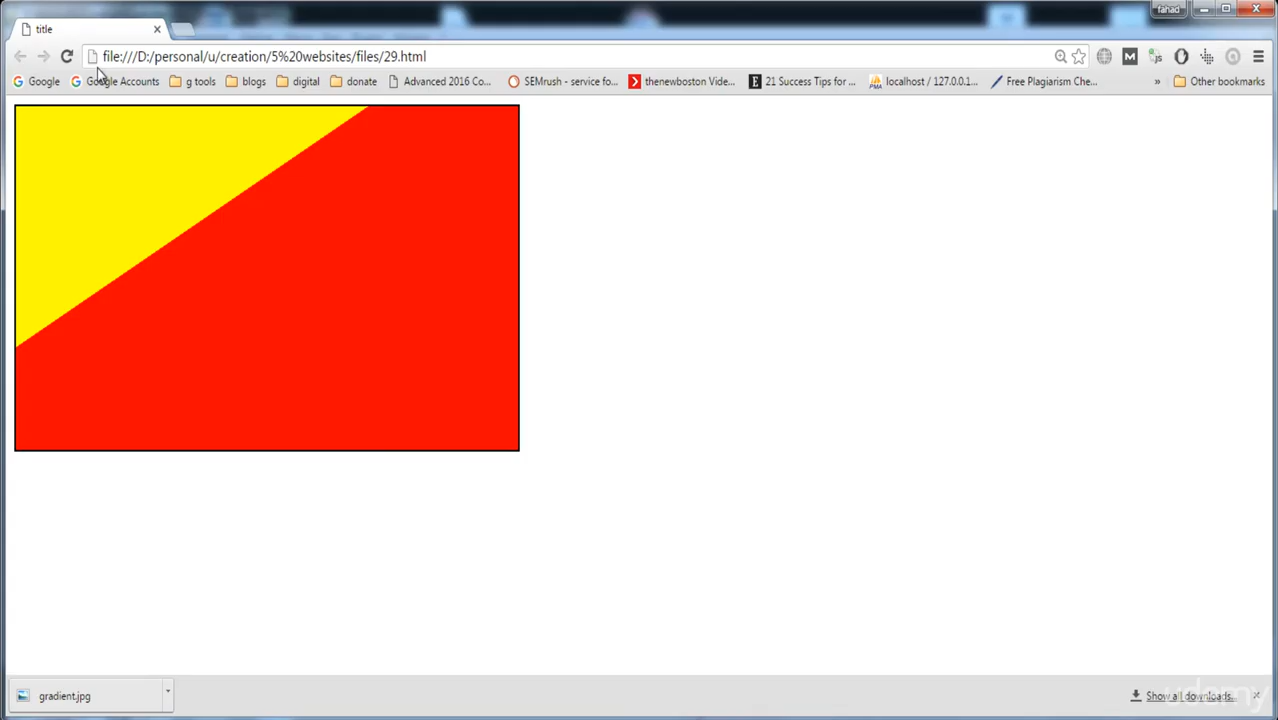 fahad
title
file:///D:/personal/u/creation/5%20websites/files/29.html
Google
Google Accounts
g tools
blogs
digital
donate
Advanced 2016 Co...
SEMrush - service fo...
thenewboston Vide...
21 Success Tips for ...
localhost / 127.0.0.1...
Free Plagiarism Che...
»
Other bookmarks
gradient.jpg
Show all downloads...
udemy